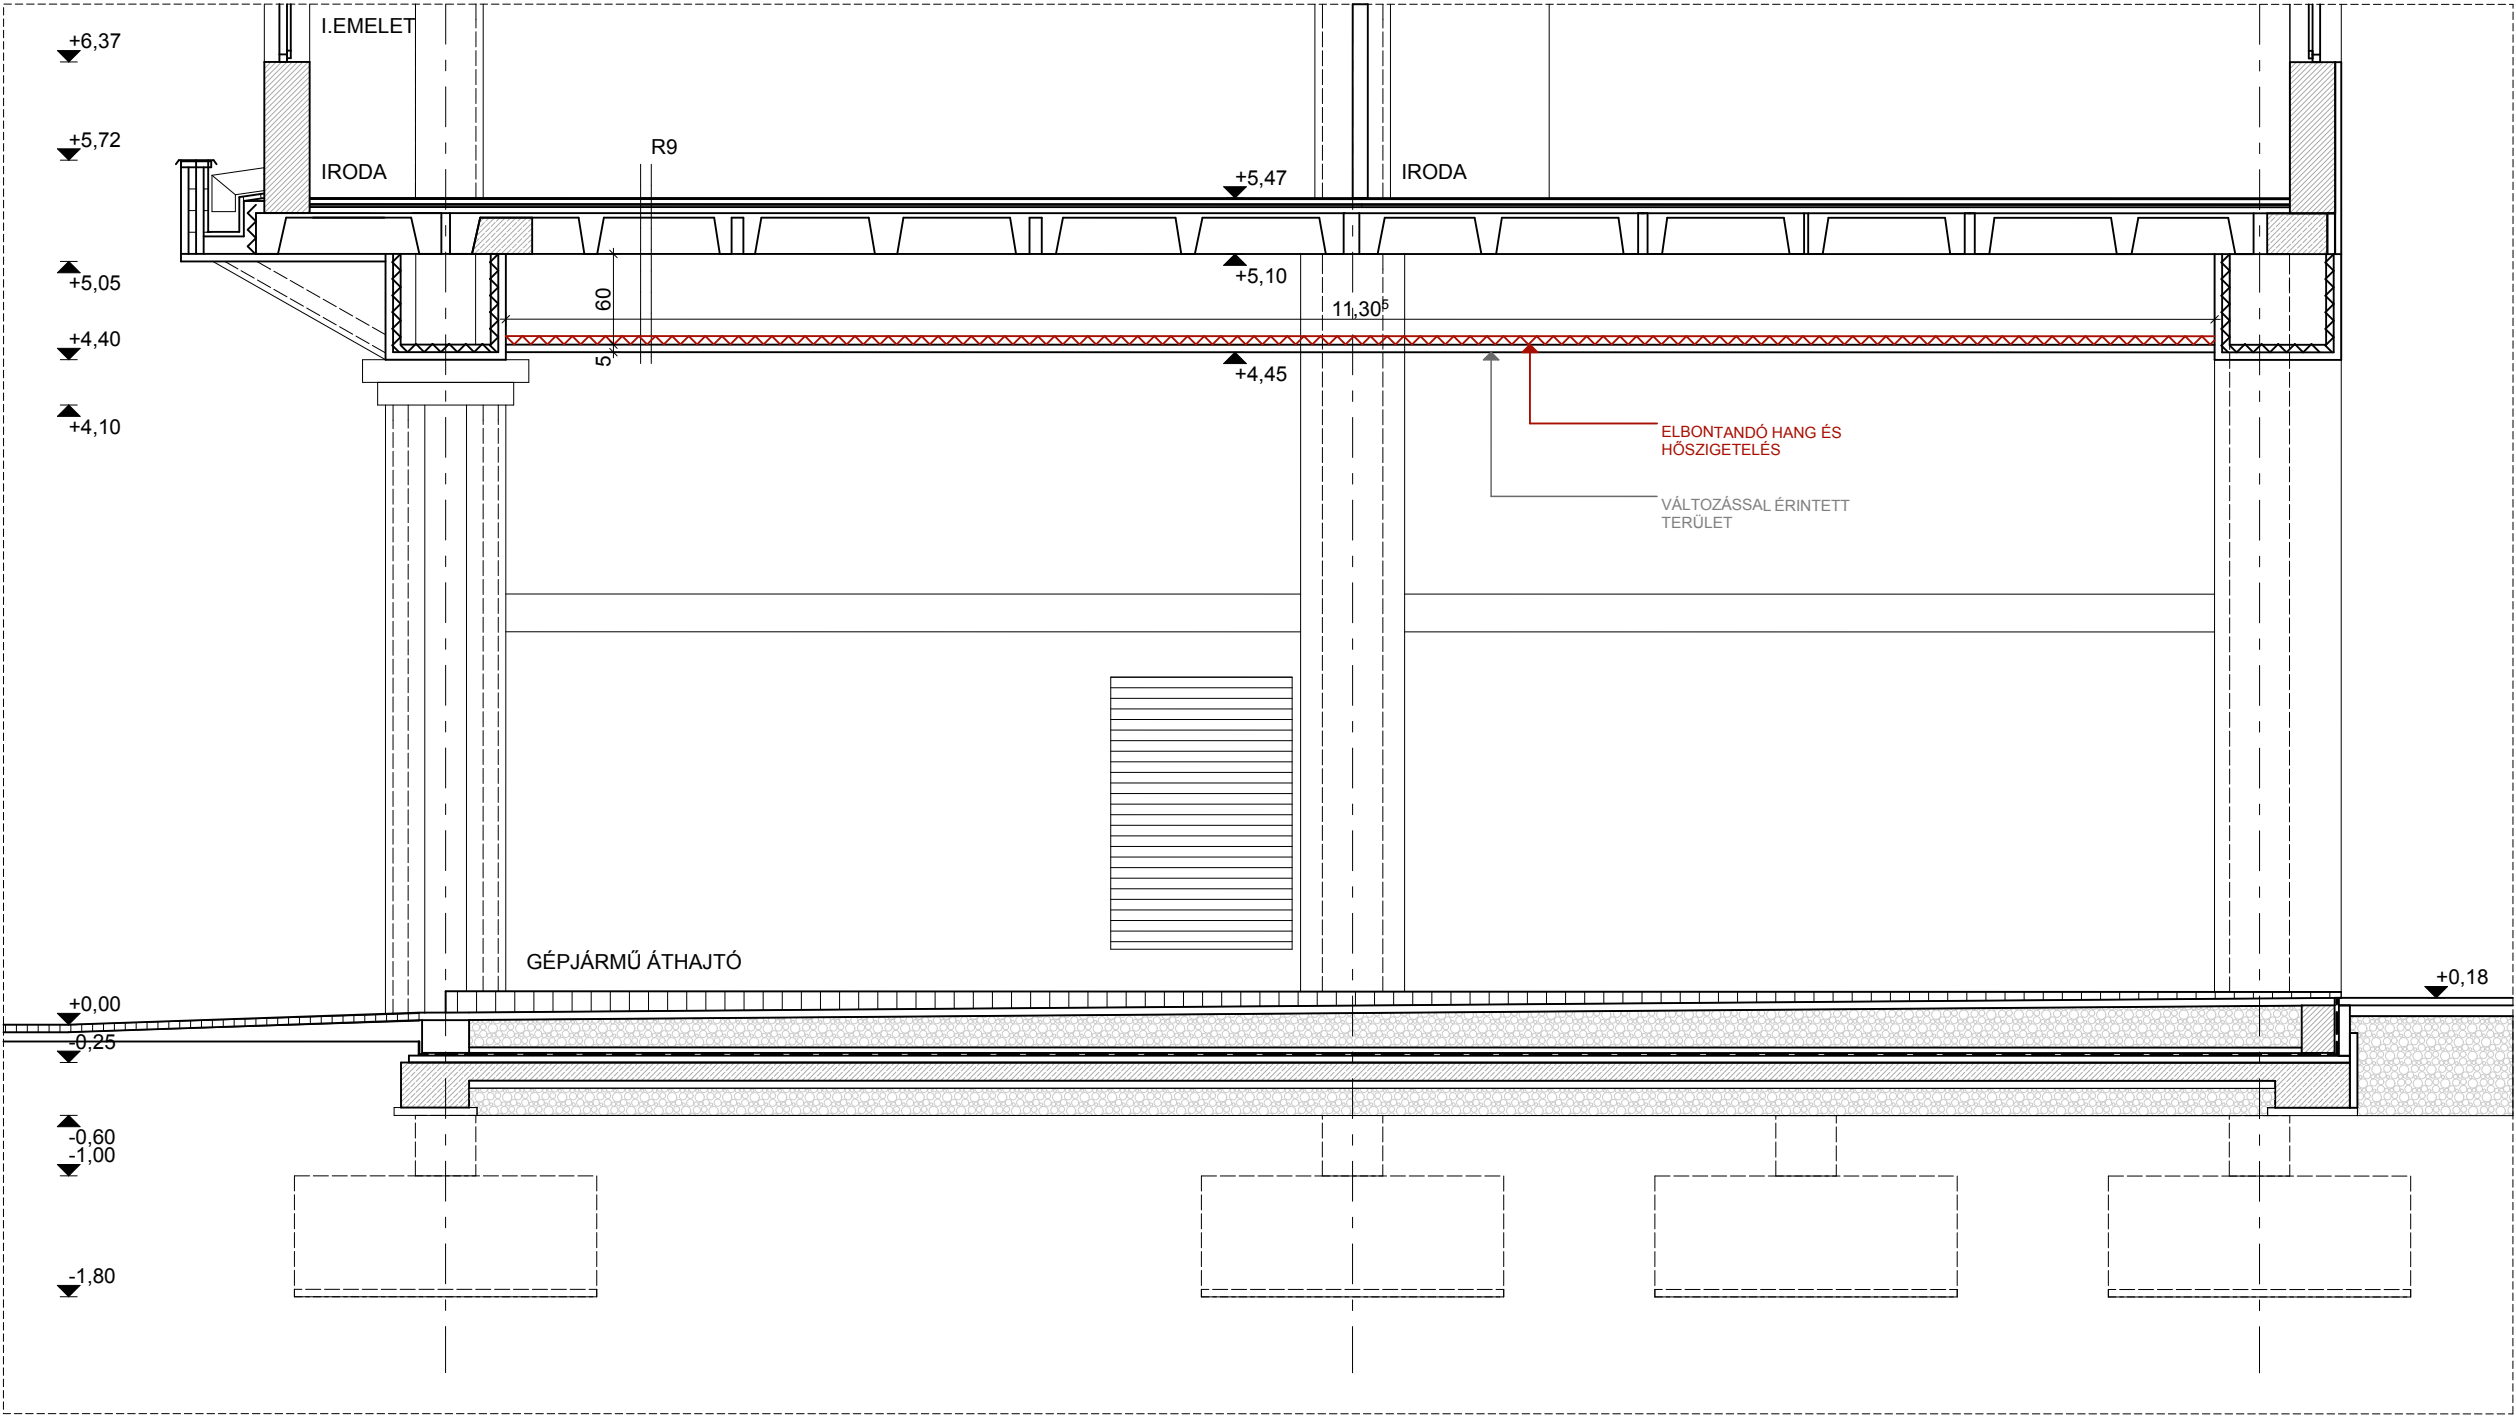 I.EMELET
+6,37
+5,72
R9
IRODA
+5,47
IRODA
+5,05
+5,10
60
11,30⁵
+4,40
5
+4,45
+4,10
ELBONTANDÓ HANG ÉS
HŐSZIGETELÉS
VÁLTOZÁSSAL ÉRINTETT
TERÜLET
GÉPJÁRMŰ ÁTHAJTÓ
+0,18
+0,00
-0,25
-0,60
-1,00
-1,80